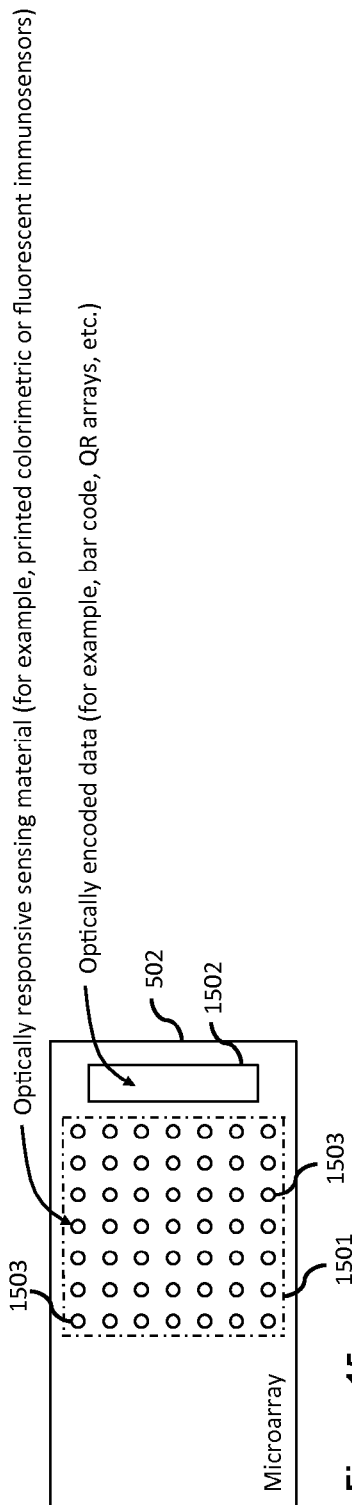 Optically responsive sensing material (for example, printed colorimetric or fluorescent immunosensors)
Optically encoded data (for example, bar code, QR arrays, etc.)
1503
502
1502
1503
1501
Microarray